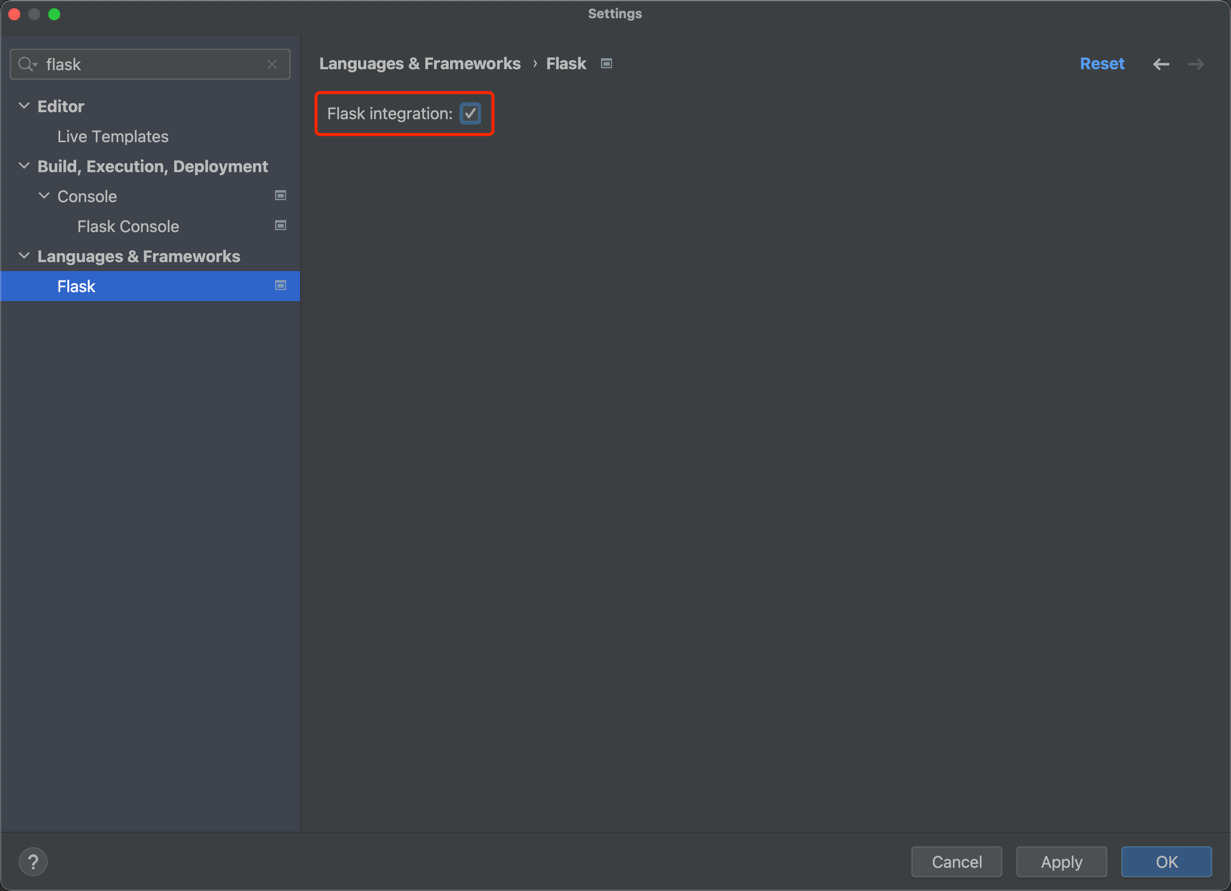 Settings
flask
Languages & Frameworks › Flask
Reset
Flask integration:
Editor
Live Templates
Build, Execution, Deployment
Console
Flask Console
Languages & Frameworks
Flask
?
Cancel
Apply
OK